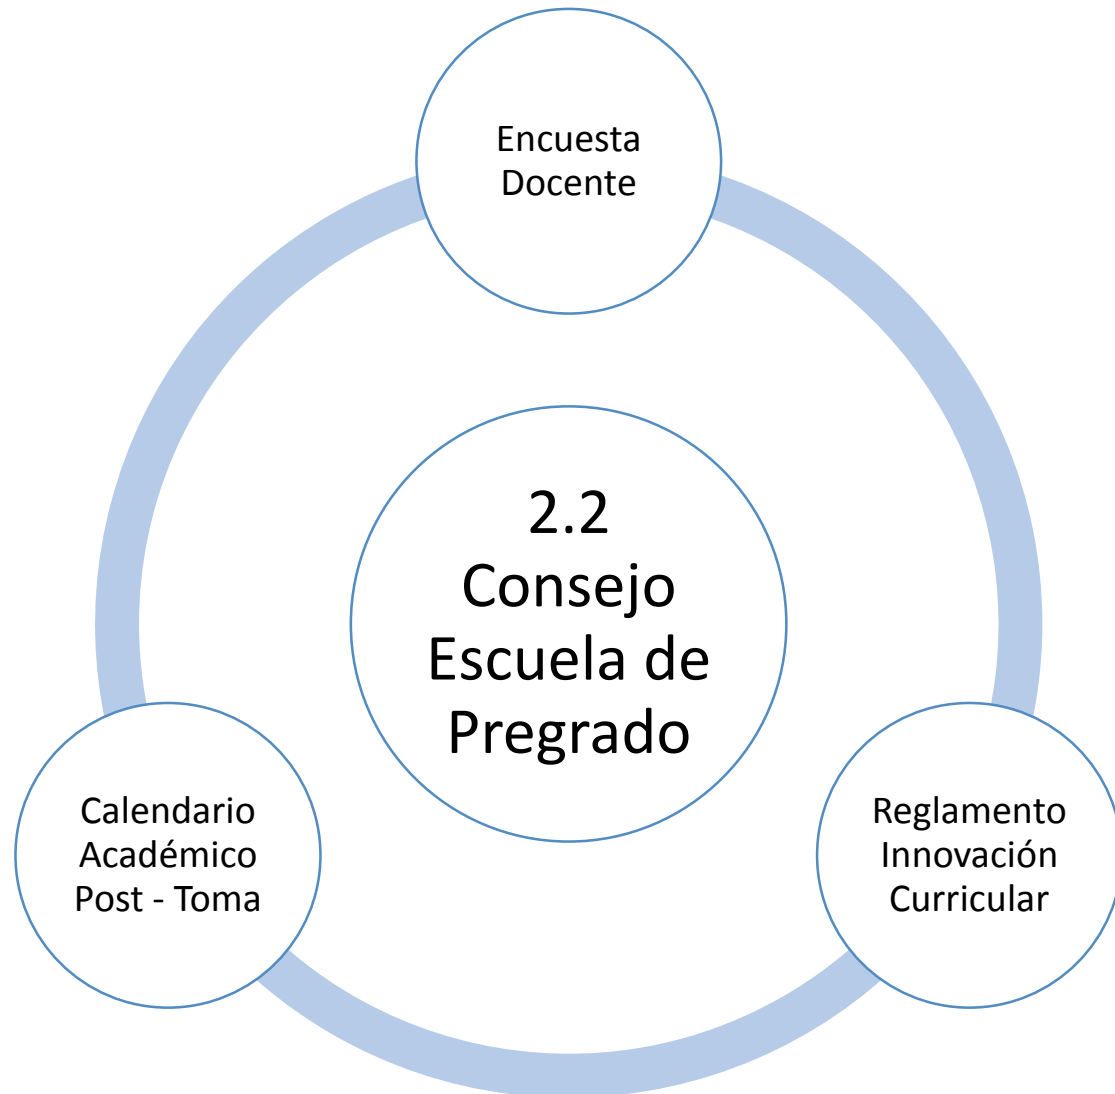 Encuesta
Docente
2.2
Consejo
Escuela de
Pregrado
Calendario
Académico
Post - Toma
Reglamento
Innovación
Curricular